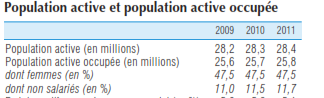 Population active et population active occupée
2009 2010 2011
Population active (en millions) 28,2 28,3 28,4
Population active occupée (en millions) 25,6 25,7 25,8
dont femmes (en %) 47,5 47,5 47,5
dont non salariés (en %) 11,0 11,5 11,7